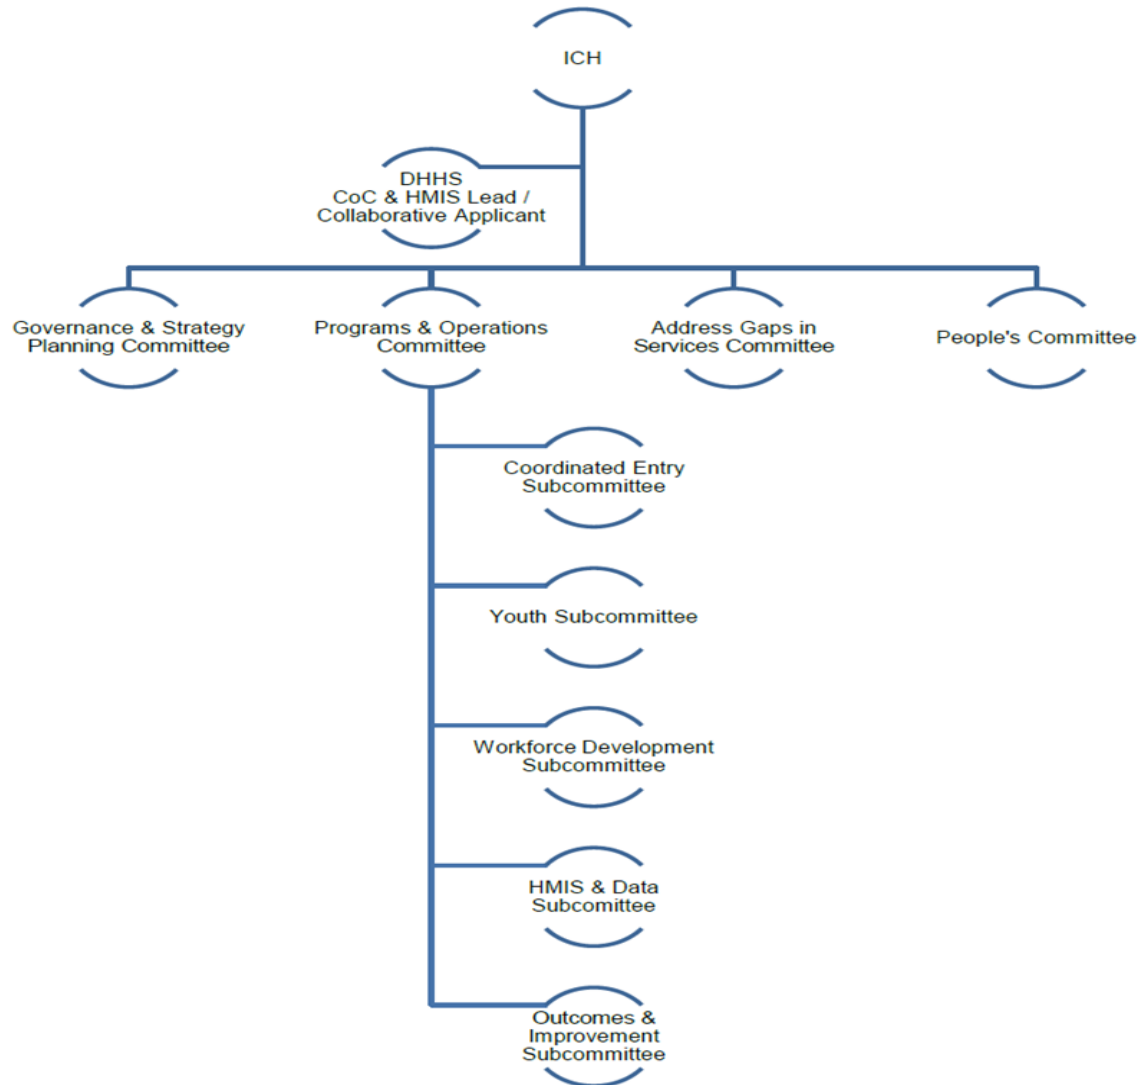 ICH
DHHS
CoC & HMIS Lead /
Collaborative Applicant
Governance & Strategy
Planning Committee
Programs & Operations
Committee
Address Gaps in
Services Committee
People's Committee
Coordinated Entry
Subcommittee
Youth Subcommittee
Workforce Development
Subcommittee
HMIS & Data
Subcomittee
Outcomes &
Improvement
Subcommittee